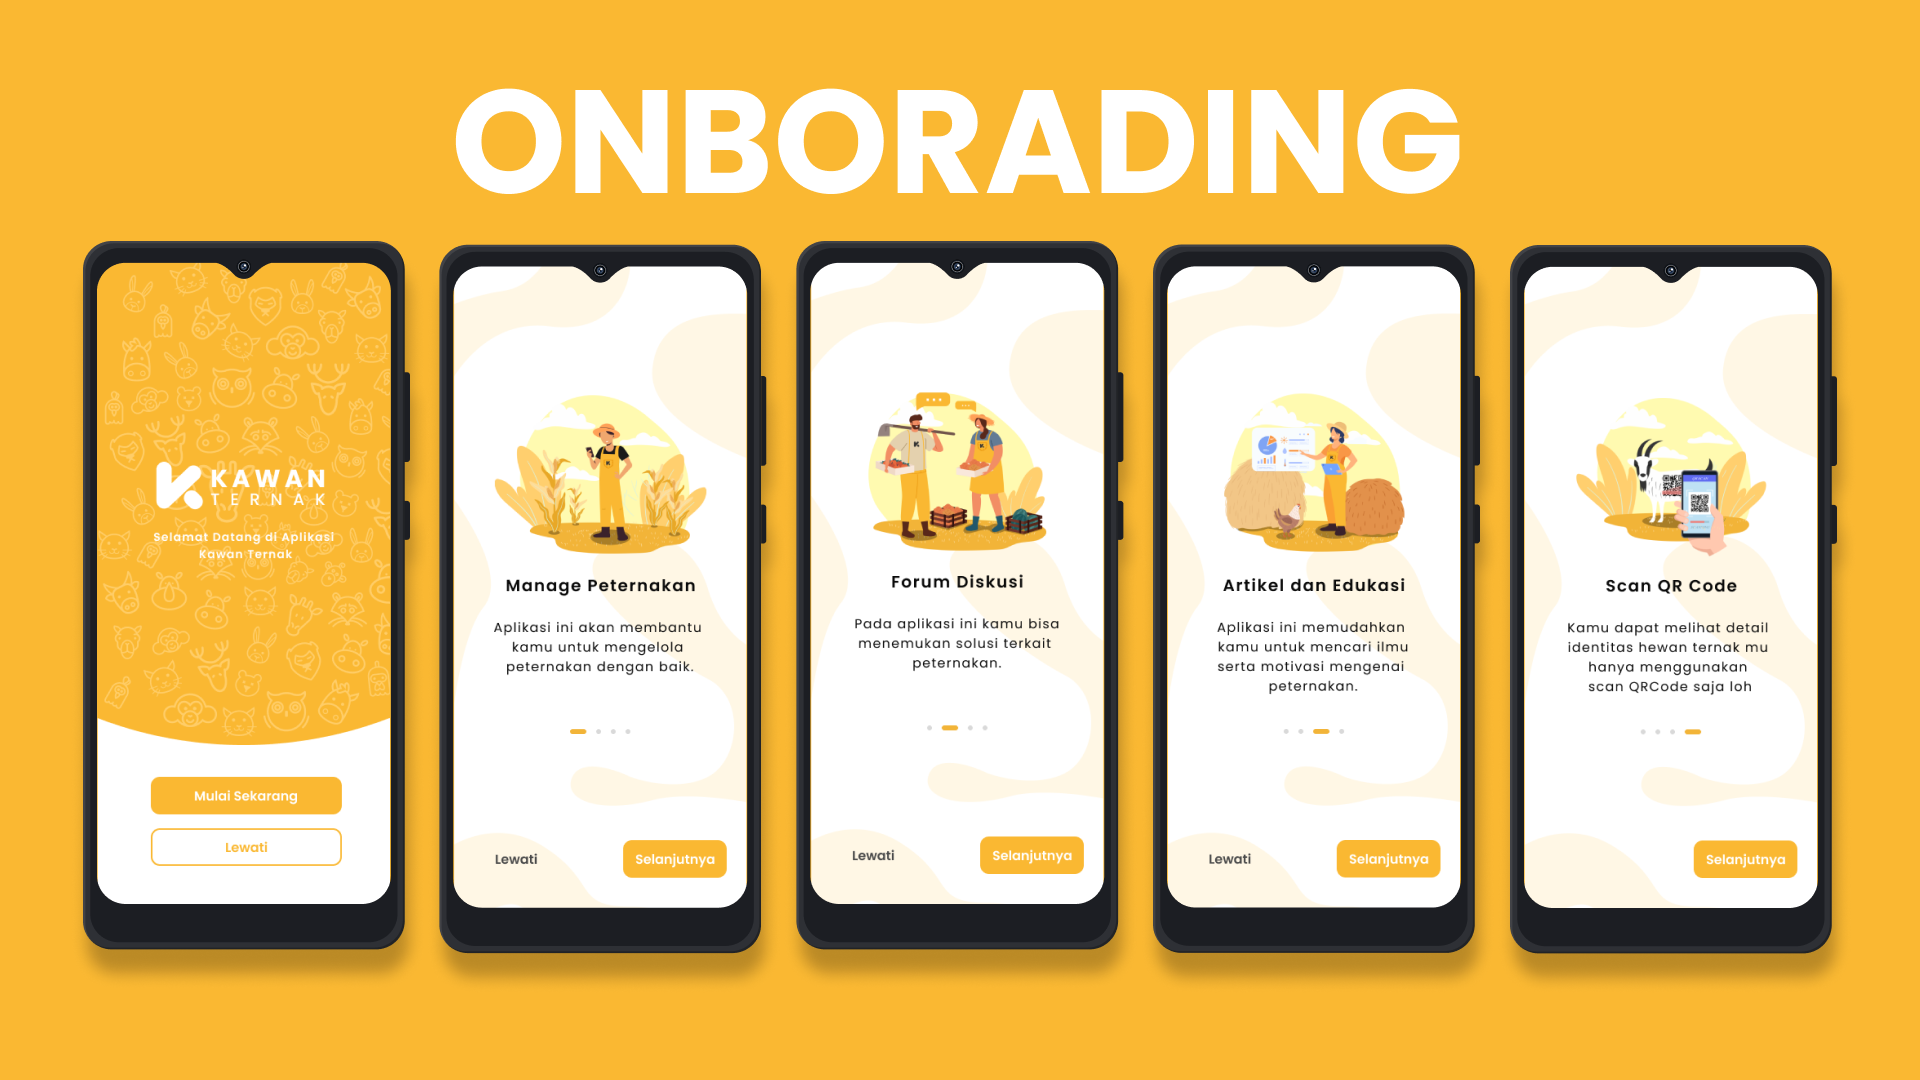 ONBORADING
KAWAN
TERNAK
Selamat Datang di Aplikasi
Kawan Ternak
Mulai Sekarang
Lewati
Manage Peternakan
Aplikasi ini akan membantu
kamu untuk mengelola
peternakan dengan baik.
Lewati
Selanjutnya
Forum Diskusi
Pada aplikasi ini kamu bisa
menemukan solusi terkait
peternakan.
Lewati
Selanjutnya
Artikel dan Edukasi
Aplikasi ini memudahkan
kamu untuk mencari ilmu
serta motivasi mengenai
peternakan.
Lewati
Selanjutnya
Scan QR Code
Kamu dapat melihat detail
identitas hewan ternak mu
hanya menggunakan
scan QRCode saja loh
Selanjutnya